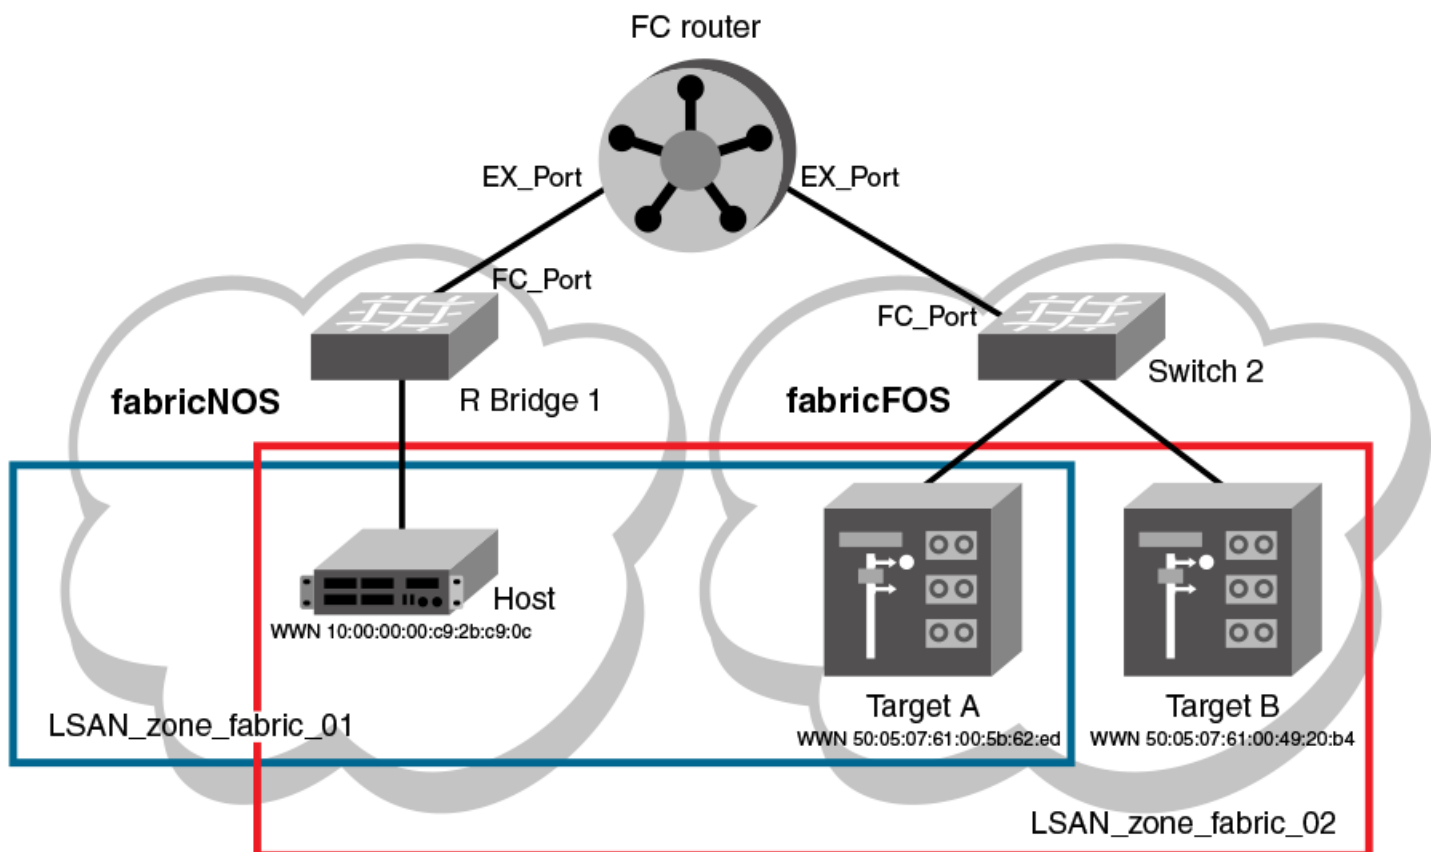 FC router
EX_Port
EX_Port
FC_Port
FC_Port
Switch 2
fabricNOS
R Bridge 1
fabricFOS
Host
WWN 10:00:00:00:c9:2b:c9:0c
Target A
WWN 50:05:07:61:00:5b:62:ed
Target B
WWN 50:05:07:61:00:49:20:b4
LSAN_zone_fabric_01
LSAN_zone_fabric_02